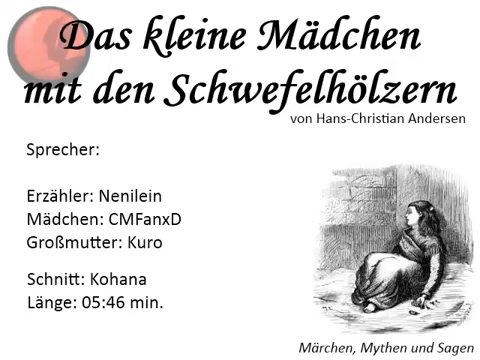 Das kleine Mädchen
mit den Schwefelhölzern
von Hans-Christian Andersen
Sprecher:
Erzähler: Nenilein
Mädchen: CMFanxD
Großmutter: Kuro
Schnitt: Kohana
Länge: 05:46 min.
Märchen, Mythen und Sagen